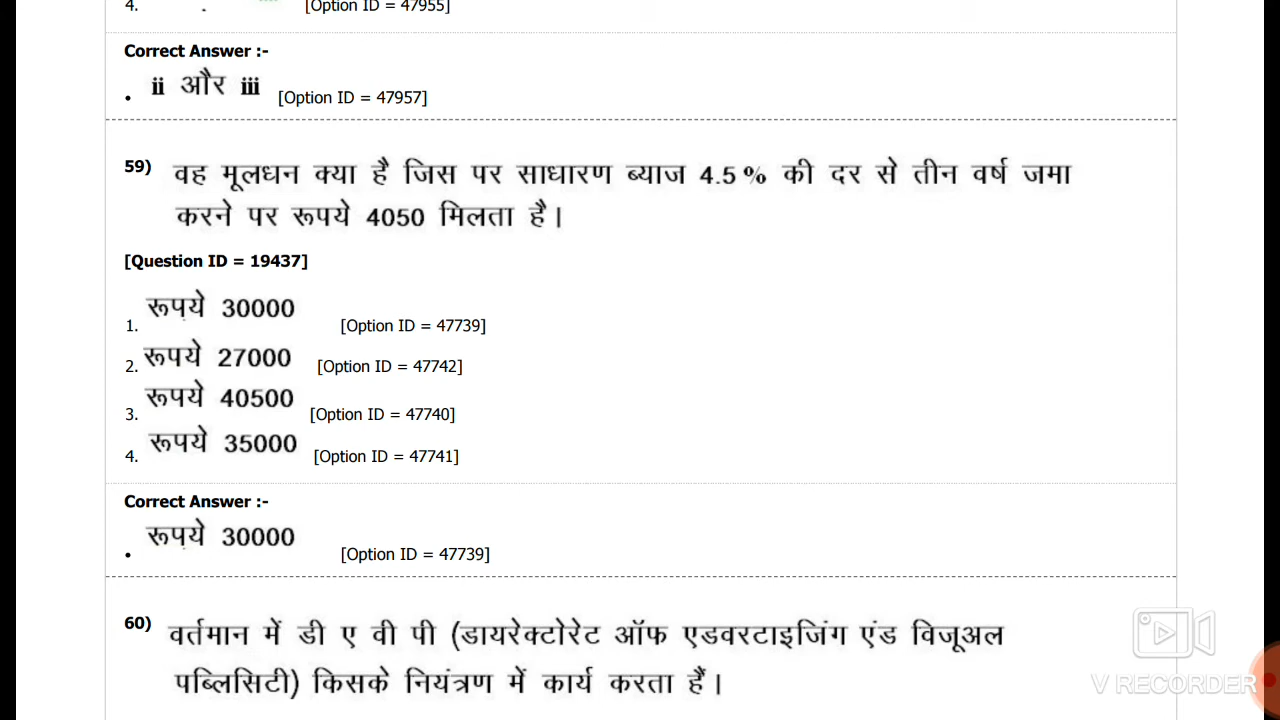 4. [Option ID = 47955]
Correct Answer :-
• ii और iii [Option ID = 47957]
59) वह मूलधन क्या है जिस पर साधारण ब्याज 4.5% की दर से तीन वर्ष जमा
करने पर रूपये 4050 मिलता है।
[Question ID = 19437]
1. रूपये 30000 [Option ID = 47739]
2. रूपये 27000 [Option ID = 47742]
3. रूपये 40500 [Option ID = 47740]
4. रूपये 35000 [Option ID = 47741]
Correct Answer :-
• रूपये 30000 [Option ID = 47739]
60) वर्तमान में डी ए वी पी (डायरेक्टोरेट ऑफ एडवरटाइजिंग एंड विजूअल
पब्लिसिटी) किसके नियंत्रण में कार्य करता हैं।
V RECORDER